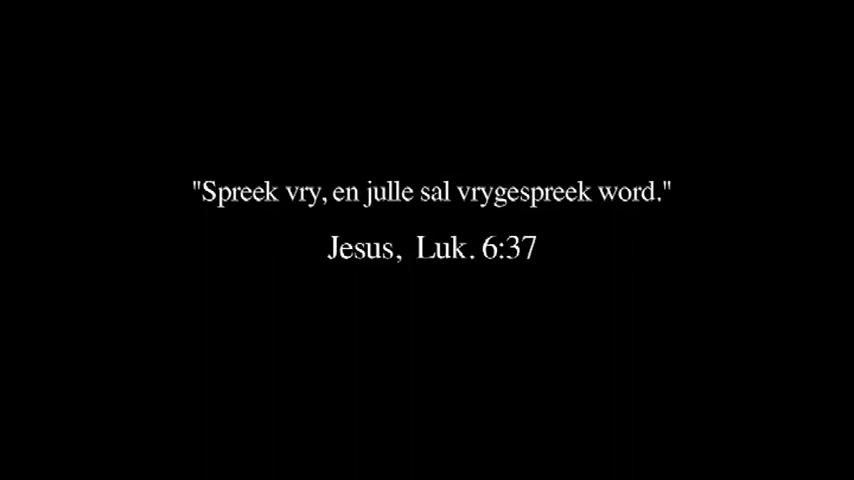 "Spreek vry, en julle sal vrygespreek word."
Jesus, Luk. 6:37